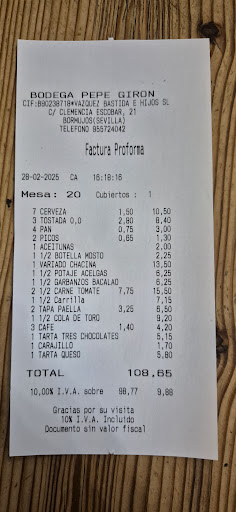 BODEGA PEPE GIRON
CIF:B90238718*VAZQUEZ BASTIDA E HIJOS SL
C/ CLEMENCIA ESCOBAR, 21
BORMUJOS(SEVILLA)
TELEFONO 955724042
Factura Proforma
28-02-2025 CA 16:18:16
Mesa: 20 Cubiertos : 1
7 CERVEZA 1,50 10,50
3 TOSTADA 0,0 2,80 8,40
4 PAN 0,75 3,00
2 PICOS 0,65 1,30
1 ACEITUNAS 2,00
1 1/2 BOTELLA MOSTO 2,25
1 VARIADO CHACINA 13,50
1 1/2 POTAJE ACELGAS 6,25
1 1/2 GARBANZOS BACALAO 6,25
2 1/2 CARNE TOMATE 7,75 15,50
1 1/2 Carrilla 7,15
2 TAPA PAELLA 3,25 6,50
1 1/2 COLA DE TORO 9,20
3 CAFE 1,40 4,20
1 TARTA TRES CHOCOLATES 5,15
1 CARAJILLO 1,70
1 TARTA QUESO 5,80
TOTAL 108,65
10,00% I.V.A. sobre 98,77 9,88
Gracias por su visita
10% I.V.A. Incluido
Documento sin valor fiscal